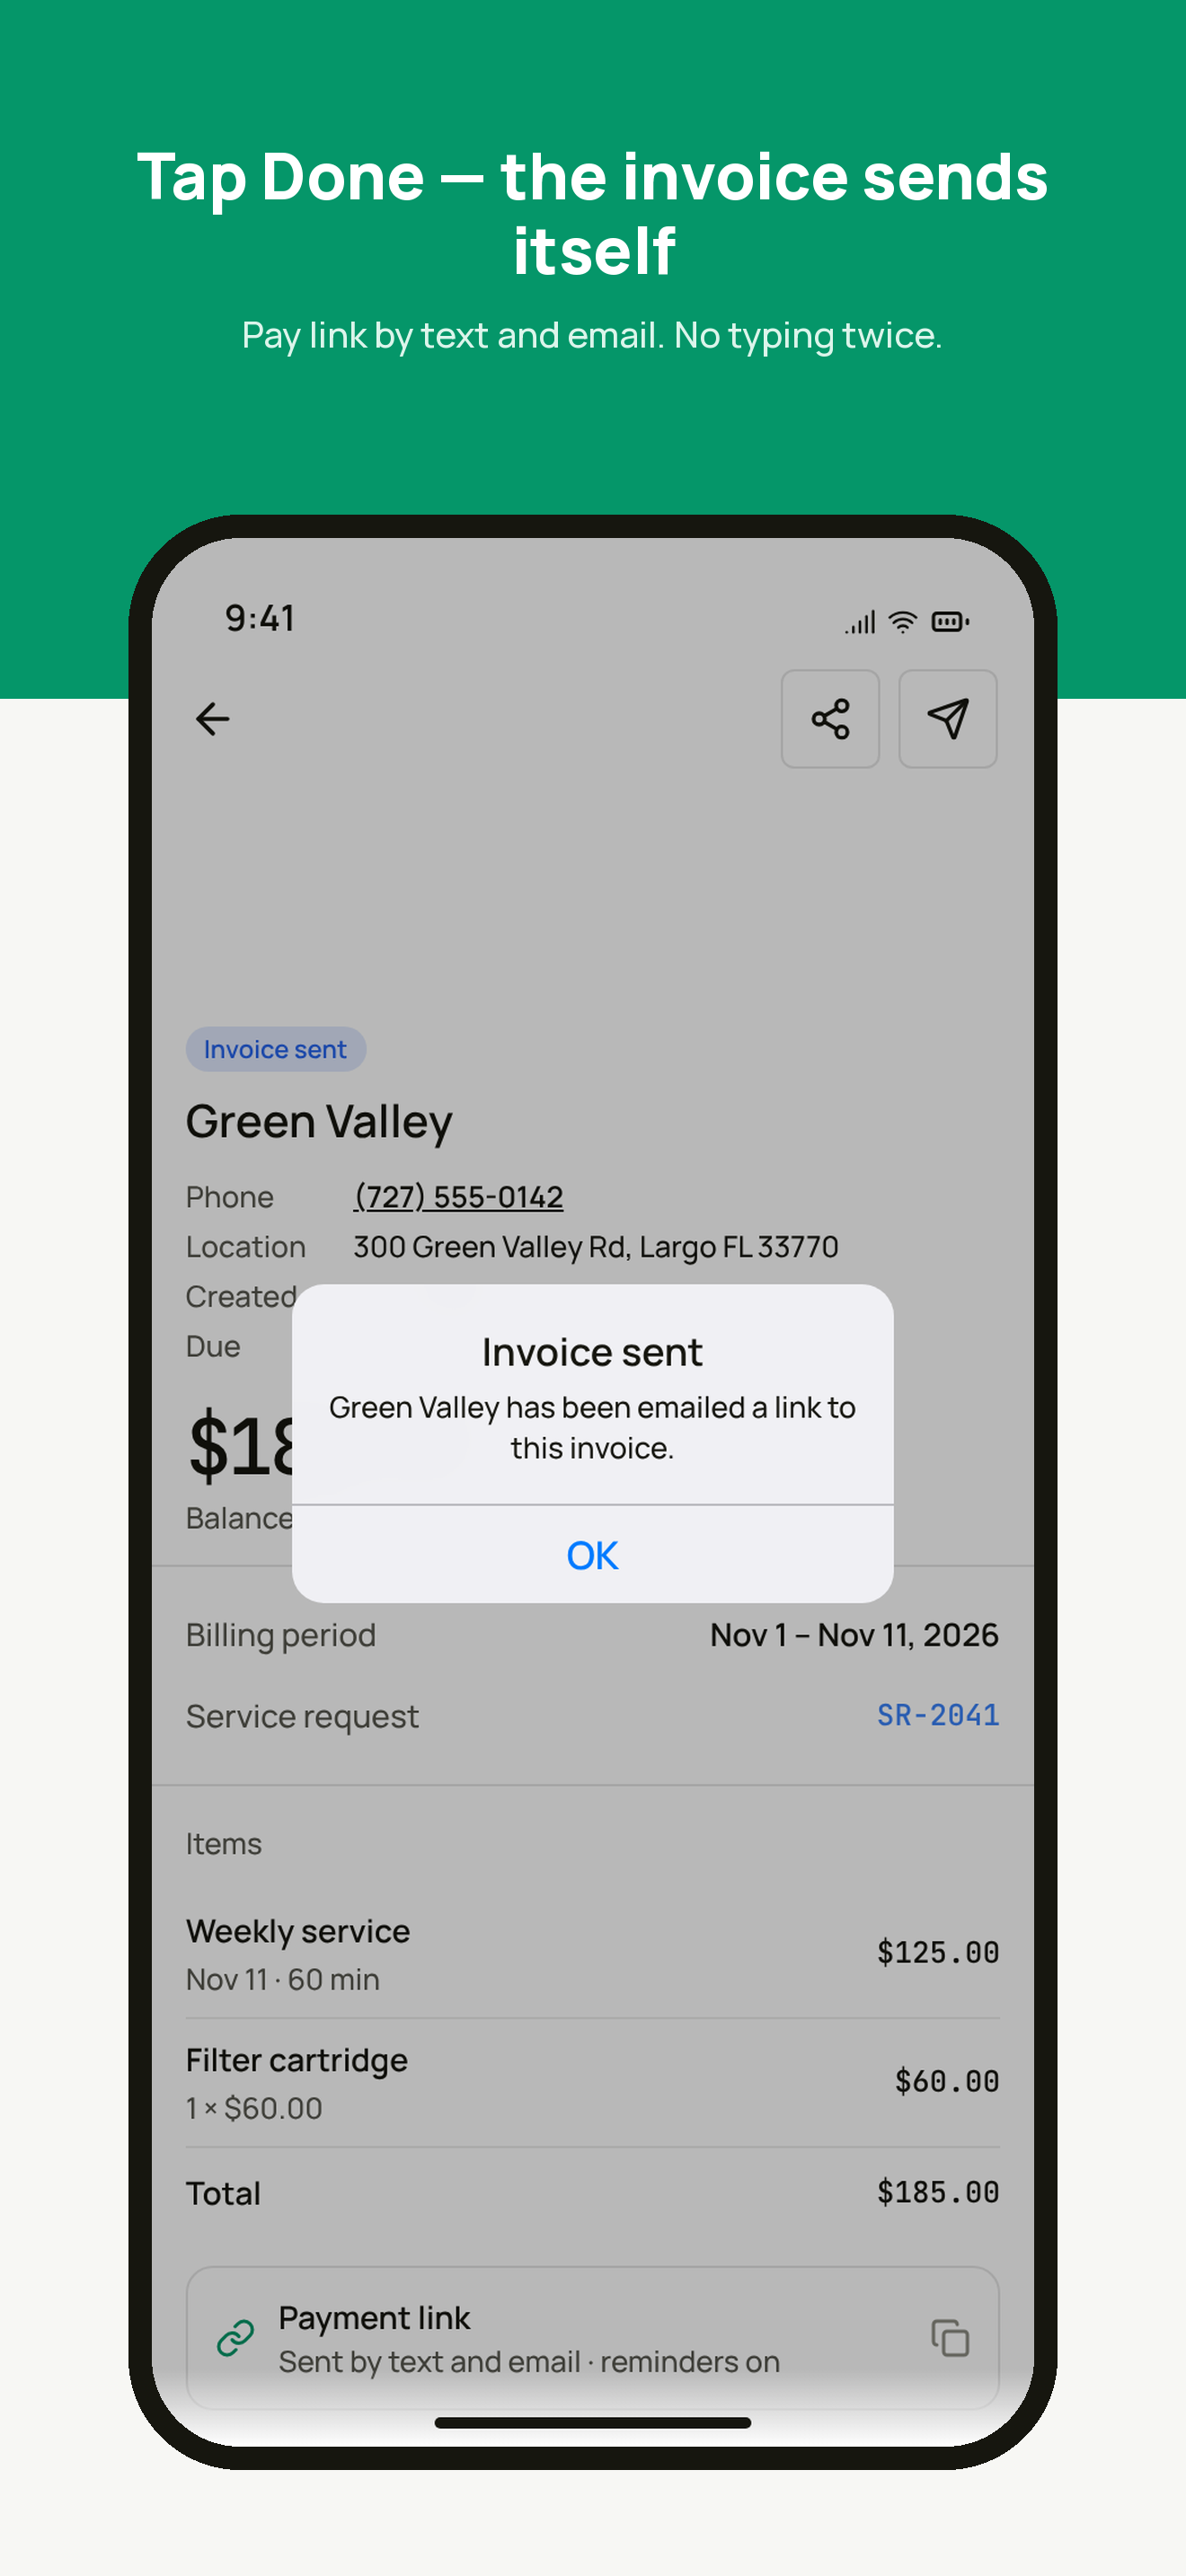 Tap Done — the invoice sends
itself
Pay link by text and email. No typing twice.
9:41
Invoice sent
Green Valley
Phone (727) 555-0142
Location 300 Green Valley Rd, Largo FL 33770
Created
Due
Invoice sent
Green Valley has been emailed a link to
this invoice.
OK
$18
Balance
Billing period Nov 1 – Nov 11, 2026
Service request SR-2041
Items
Weekly service $125.00
Nov 11 · 60 min
Filter cartridge $60.00
1 × $60.00
Total $185.00
Payment link
Sent by text and email · reminders on